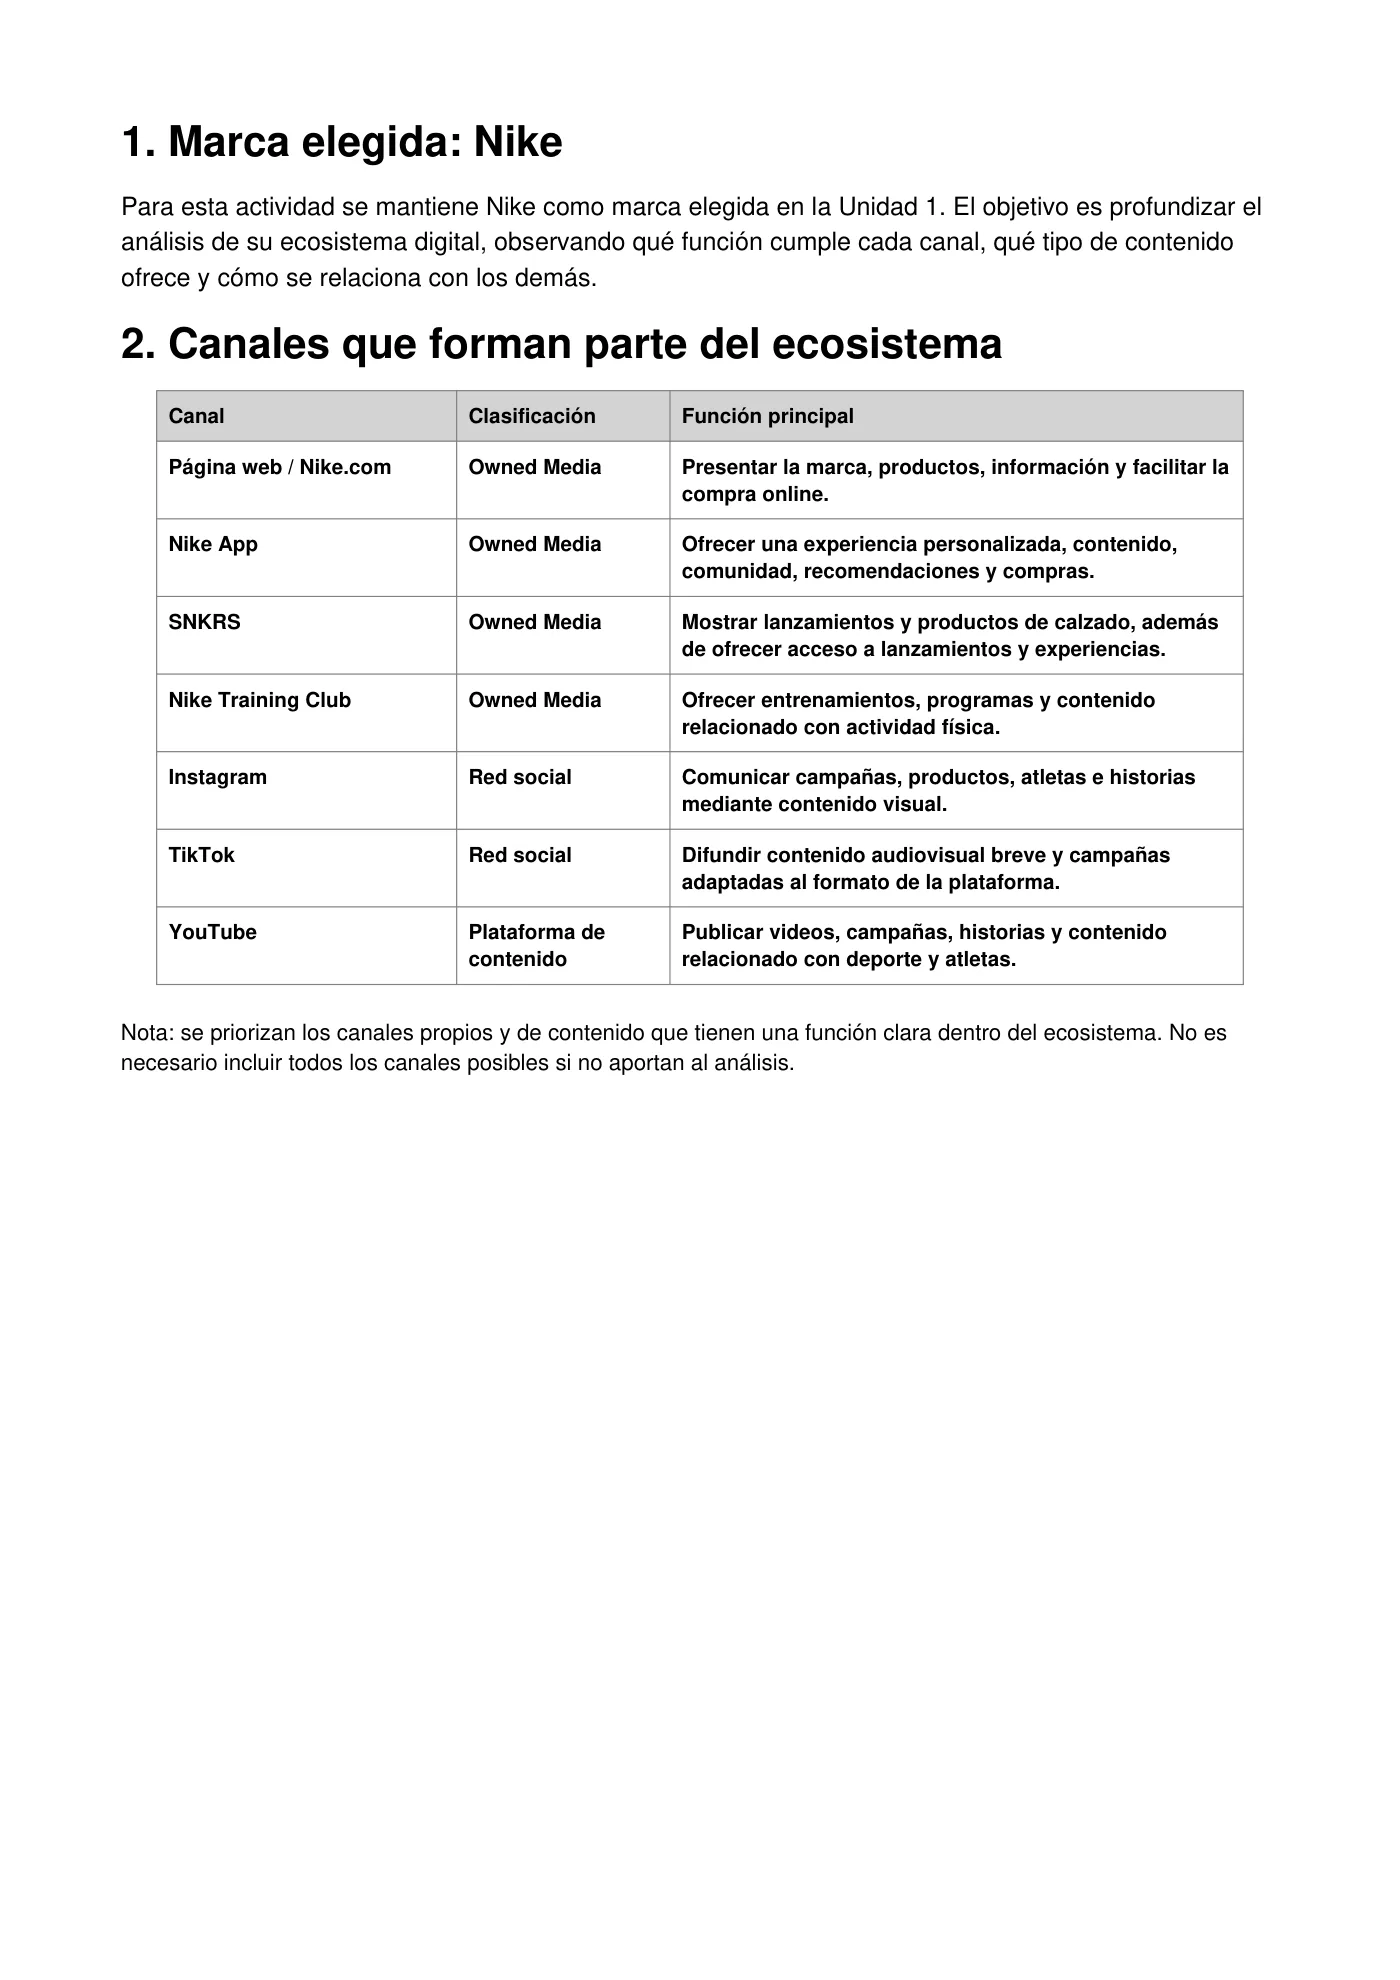 1. Marca elegida: Nike
Para esta actividad se mantiene Nike como marca elegida en la Unidad 1. El objetivo es profundizar el
análisis de su ecosistema digital, observando qué función cumple cada canal, qué tipo de contenido
ofrece y cómo se relaciona con los demás.
2. Canales que forman parte del ecosistema
Canal Clasificación Función principal
Página web / Nike.com Owned Media Presentar la marca, productos, información y facilitar la
compra online.
Nike App Owned Media Ofrecer una experiencia personalizada, contenido,
comunidad, recomendaciones y compras.
SNKRS Owned Media Mostrar lanzamientos y productos de calzado, además
de ofrecer acceso a lanzamientos y experiencias.
Nike Training Club Owned Media Ofrecer entrenamientos, programas y contenido
relacionado con actividad física.
Instagram Red social Comunicar campañas, productos, atletas e historias
mediante contenido visual.
TikTok Red social Difundir contenido audiovisual breve y campañas
adaptadas al formato de la plataforma.
YouTube Plataforma de Publicar videos, campañas, historias y contenido
contenido relacionado con deporte y atletas.
Nota: se priorizan los canales propios y de contenido que tienen una función clara dentro del ecosistema. No es
necesario incluir todos los canales posibles si no aportan al análisis.